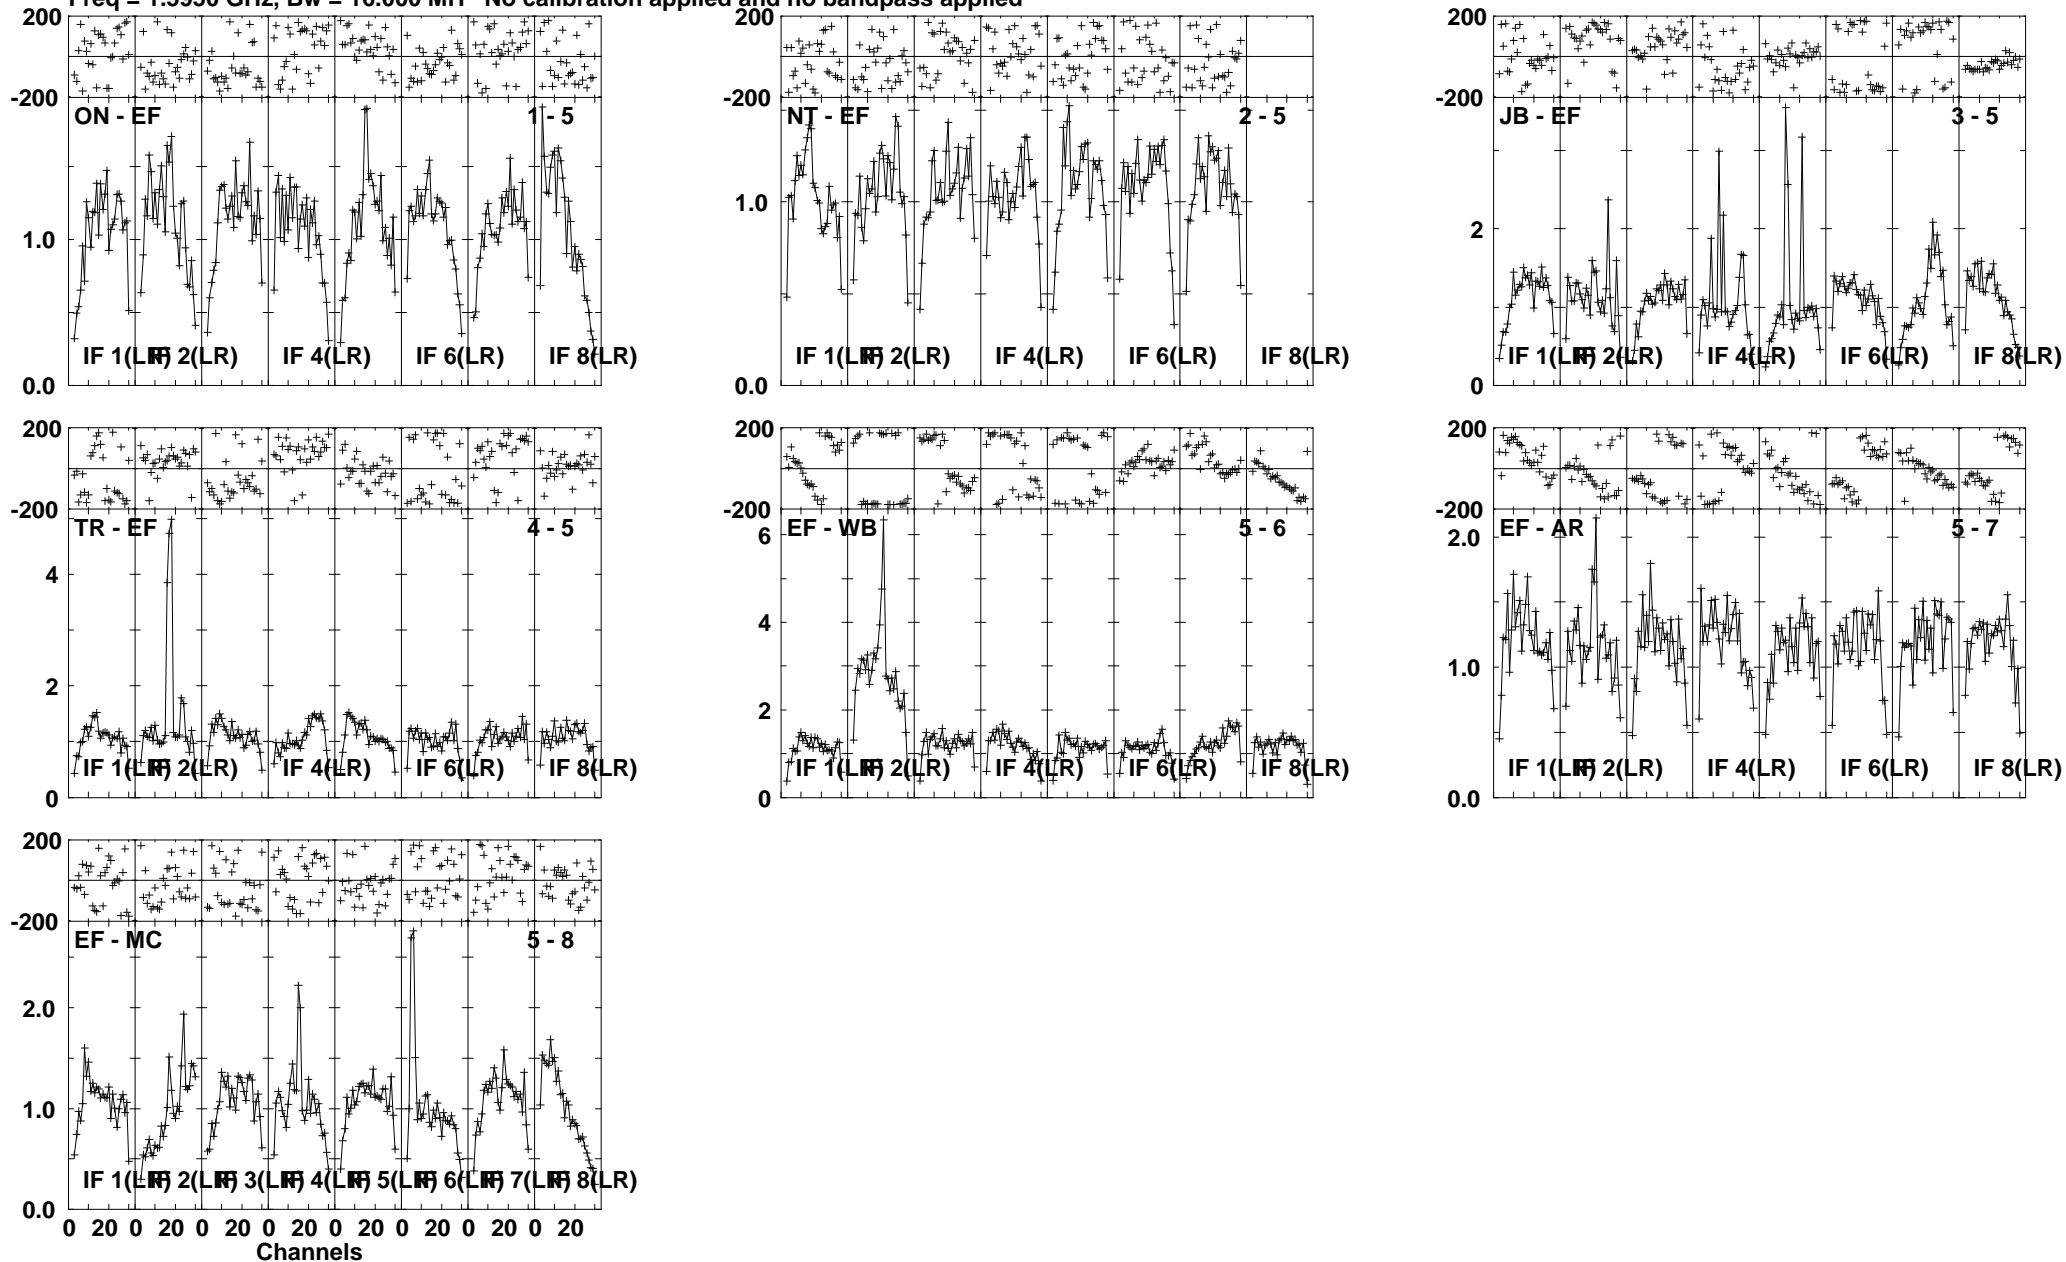 No calibration applied and no bandpass applied
200
-200
ON - EF
1 - 5
1.0
0.0
IF 1(LR)
IF 2(LR)
IF 4(LR)
IF 6(LR)
IF 8(LR)
200
-200
NT - EF
2 - 5
1.0
0.0
IF 1(LR)
IF 2(LR)
IF 4(LR)
IF 6(LR)
IF 8(LR)
200
-200
JB - EF
3 - 5
2
0
IF 1(LR)
IF 2(LR)
IF 4(LR)
IF 6(LR)
IF 8(LR)
200
-200
TR - EF
4 - 5
4
2
0
IF 1(LR)
IF 2(LR)
IF 4(LR)
IF 6(LR)
IF 8(LR)
200
-200
EF - WB
5 - 6
6
4
2
0
IF 1(LR)
IF 2(LR)
IF 4(LR)
IF 6(LR)
IF 8(LR)
200
-200
EF - AR
5 - 7
2.0
1.0
0.0
IF 1(LR)
IF 2(LR)
IF 4(LR)
IF 6(LR)
IF 8(LR)
200
-200
EF - MC
5 - 8
2.0
1.0
0.0
IF 1(LR)
IF 2(LR)
IF 3(LR)
IF 4(LR)
IF 5(LR)
IF 6(LR)
IF 7(LR)
IF 8(LR)
0 20 0 20 0 20 0 20 0 20 0 20 0 20 0 20
Channels